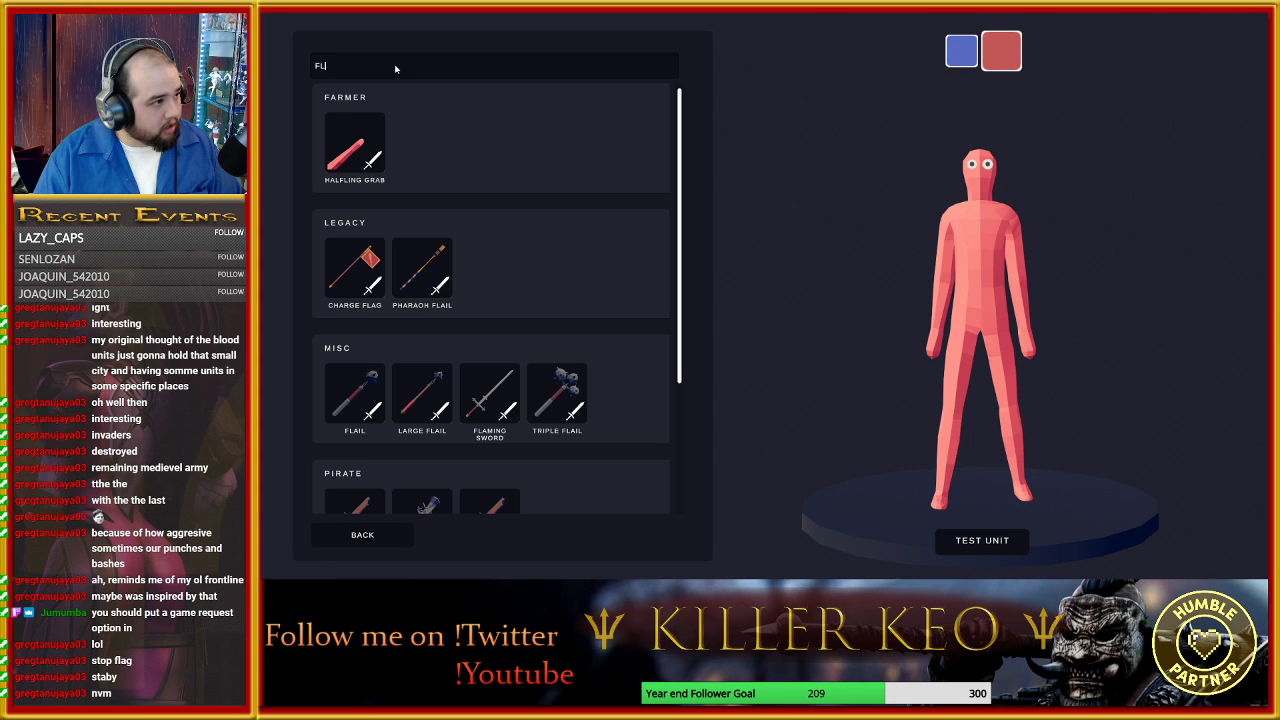 RECENT EVENTS
LAZY_CAPS FOLLOW
SENLOZAN FOLLOW
JOAQUIN_542010 FOLLOW
JOAQUIN_542010 FOLLOW
gregtanujaya03 ight
gregtanujaya03 interesting
gregtanujaya03 my original thought of the blood
units just gonna hold that small
city and having somme units in
some specific places
gregtanujaya03 oh well then
gregtanujaya03 interesting
gregtanujaya03 invaders
gregtanujaya03 destroyed
gregtanujaya03 remaining medievel army
gregtanujaya03 tthe the
gregtanujaya03 with the the last
gregtanujaya03
gregtanujaya03 because of how aggresive
sometimes our punches and
bashes
gregtanujaya03 ah, reminds me of my ol frontline
gregtanujaya03 maybe was inspired by that
Jumumba you should put a game request
option in
gregtanujaya03 lol
gregtanujaya03 stop flag
gregtanujaya03 staby
gregtanujaya03 nvm
FL
FARMER
HALFLING GRAB
LEGACY
CHARGE FLAG PHARAOH FLAIL
MISC
FLAIL LARGE FLAIL FLAMING TRIPLE FLAIL
SWORD
PIRATE
BACK
TEST UNIT
Follow me on !Twitter
!Youtube
KILLER KEO
Year end Follower Goal 209 300
HUMBLE
PARTNER